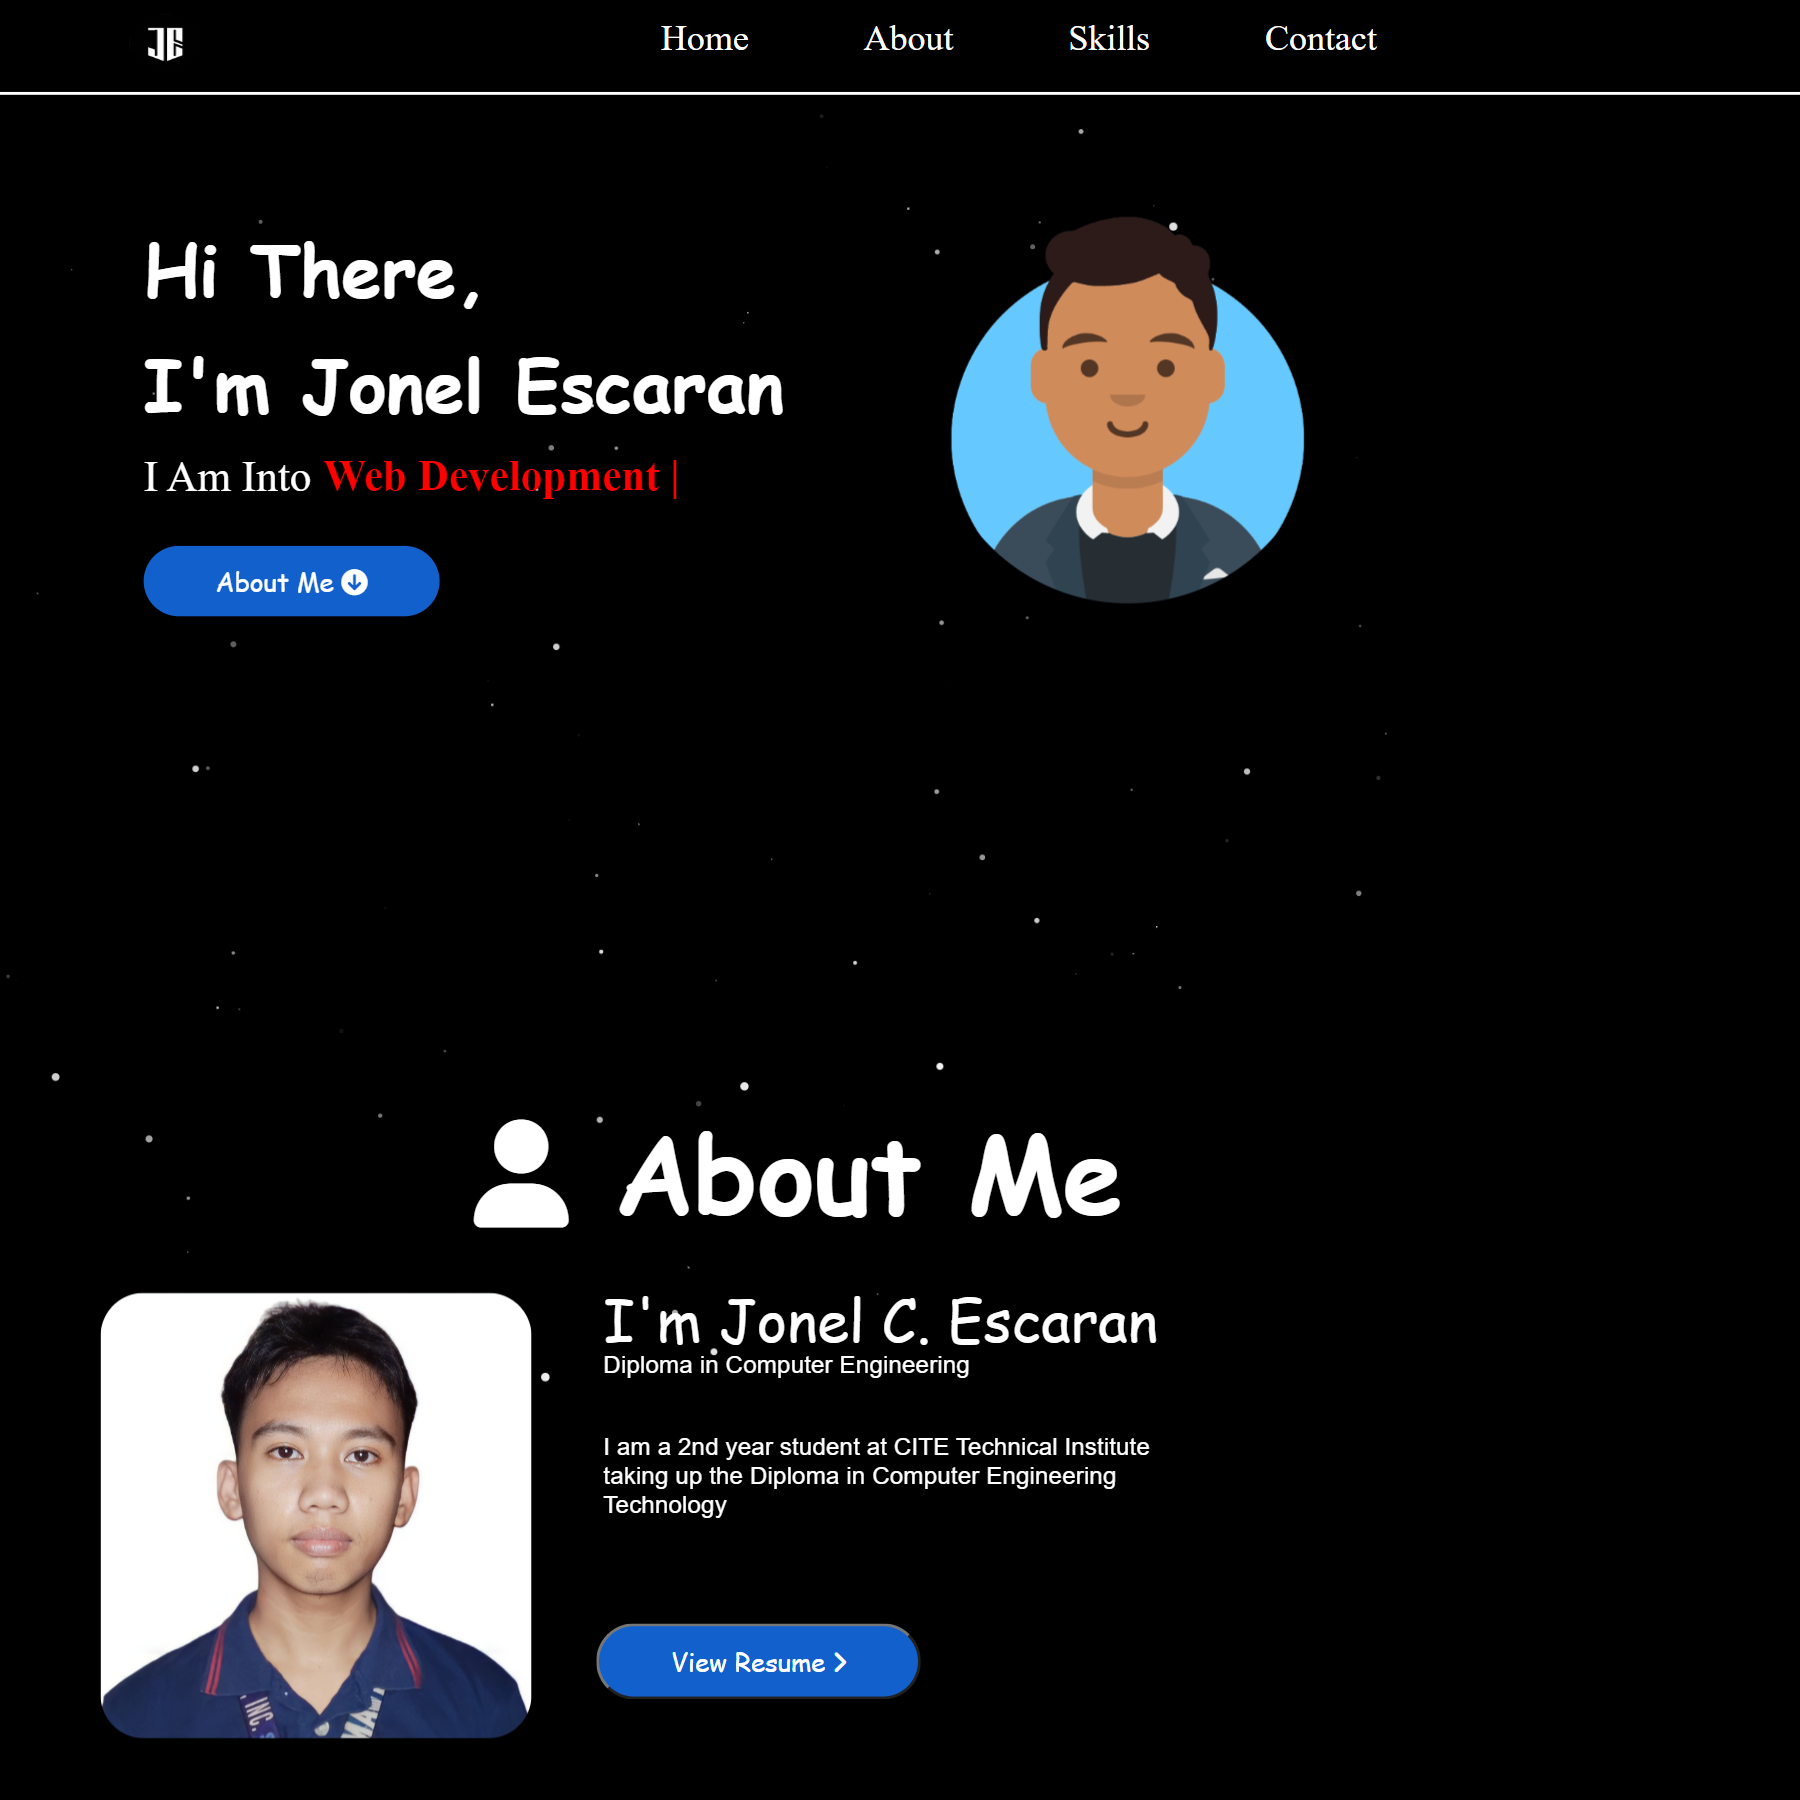 JE
Home About Skills Contact
Hi There,
I'm Jonel Escaran
I Am Into Web Development |
About Me
About Me
I'm Jonel C. Escaran
Diploma in Computer Engineering
I am a 2nd year student at CITE Technical Institute
taking up the Diploma in Computer Engineering
Technology
INC.
View Resume